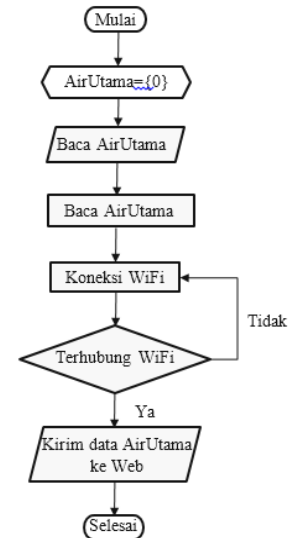 Mulai
AirUtama={0}
Baca AirUtama
Baca AirUtama
Koneksi WiFi
Tidak
Terhubung WiFi
Ya
Kirim data AirUtama
ke Web
Selesai